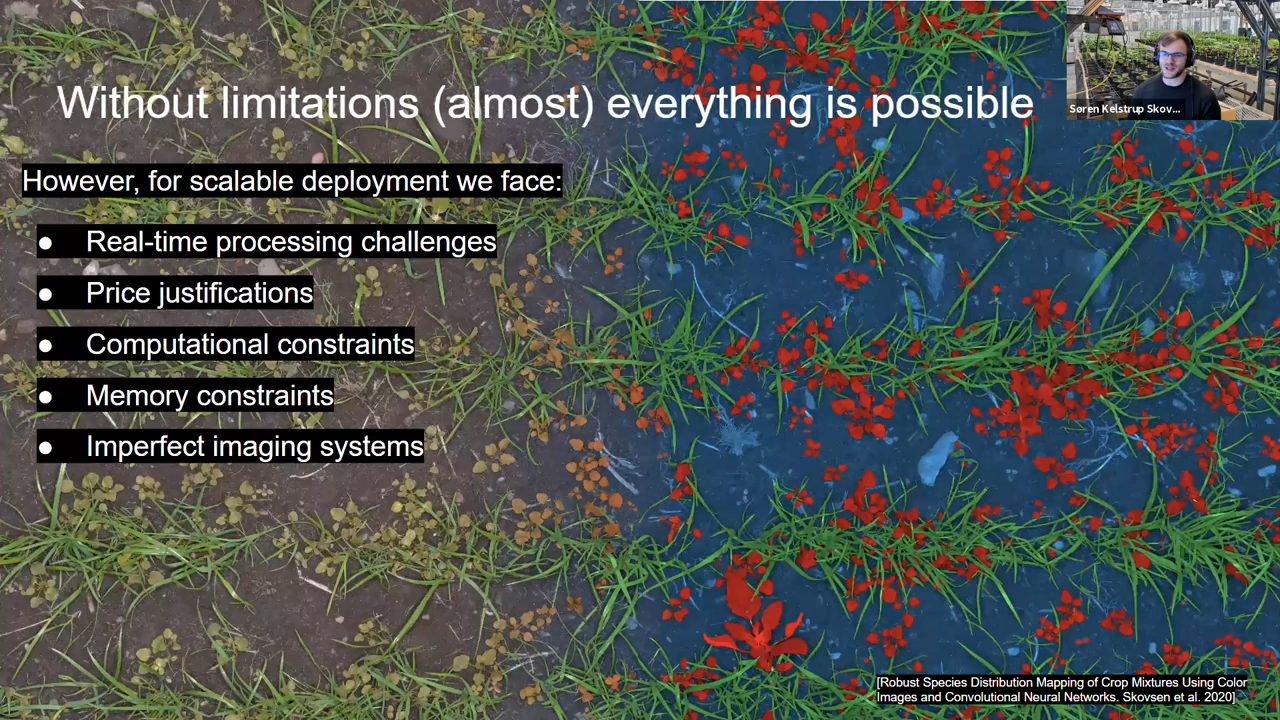 Without limitations (almost) everything is possible
Søren Kelstrup Skov...
However, for scalable deployment we face:
● Real-time processing challenges
● Price justifications
● Computational constraints
● Memory constraints
● Imperfect imaging systems
[Robust Species Distribution Mapping of Crop Mixtures Using Color
Images and Convolutional Neural Networks. Skovsen et al. 2020]